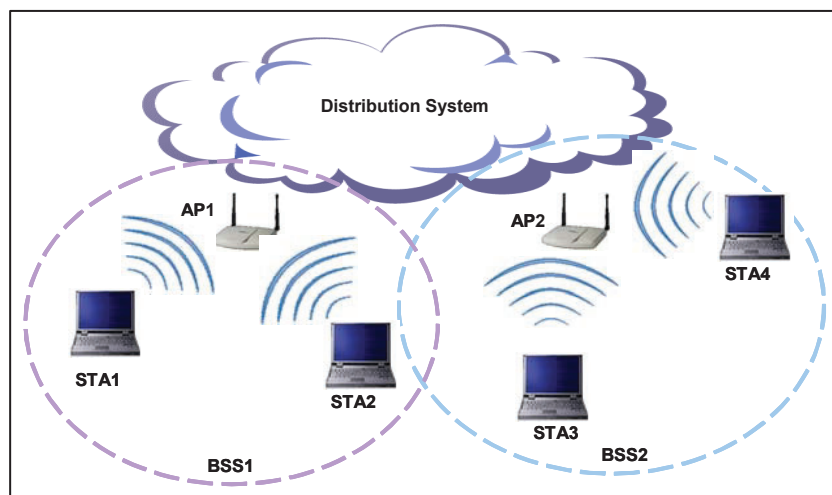 Distribution System
AP1
AP2
STA4
STA1
STA2
STA3
BSS1
BSS2